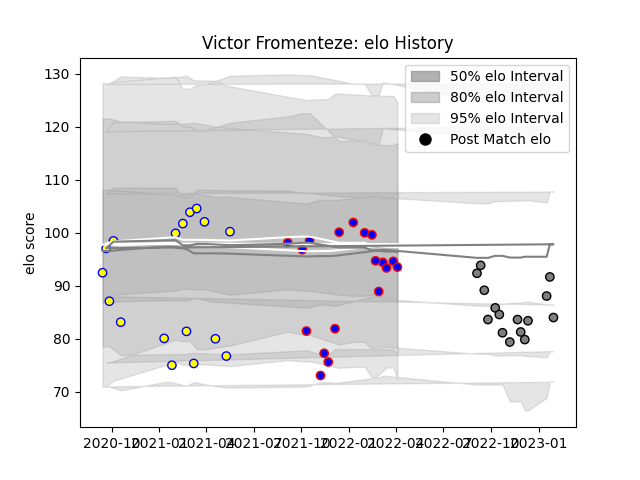 Victor Fromenteze: elo History
130
120
110
100
90
80
70
elo score
50% elo Interval
80% elo Interval
95% elo Interval
Post Match elo
2020-10 2021-01 2021-04 2021-07 2021-10 2022-01 2022-04 2022-07 2022-10 2023-01